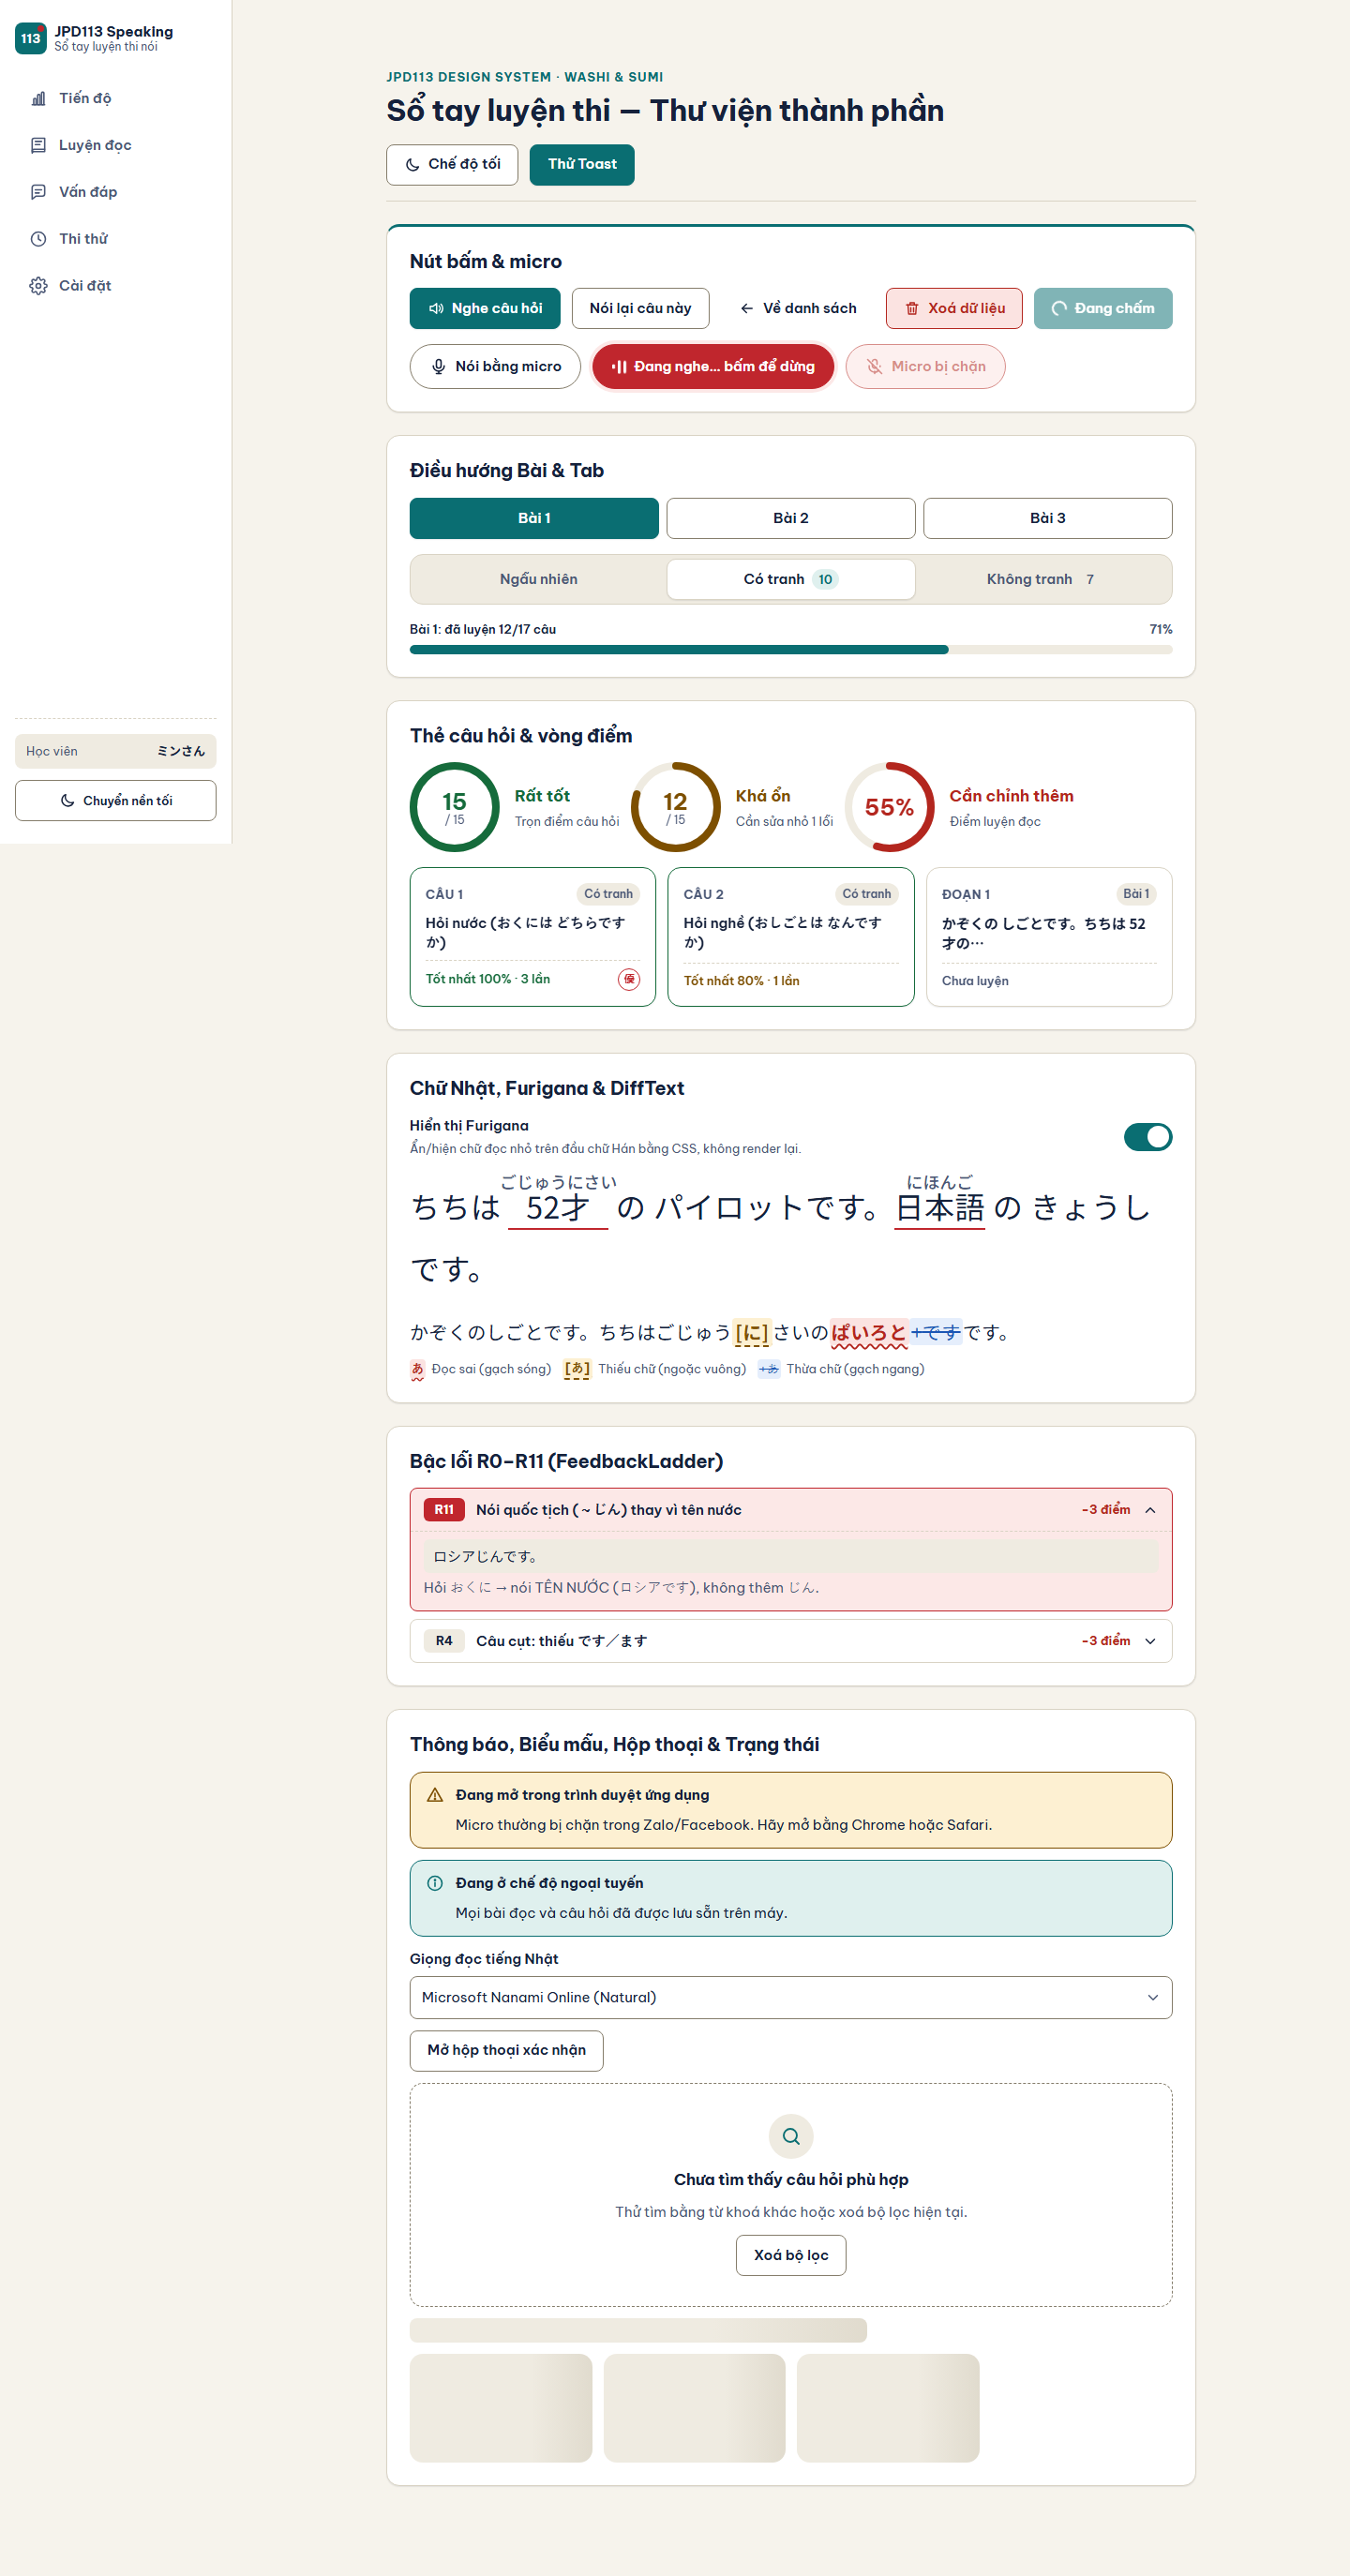 113
JPD113 Speaking
Sổ tay luyện thi nói
Tiến độ
Luyện đọc
Vấn đáp
Thi thử
Cài đặt
Học viên ミンさん
Chuyển nền tối
JPD113 DESIGN SYSTEM · WASHI & SUMI
Sổ tay luyện thi — Thư viện thành phần
Chế độ tối
Thử Toast
Nút bấm & micro
Nghe câu hỏi
Nói lại câu này
Về danh sách
Xoá dữ liệu
Đang chấm
Nói bằng micro
Đang nghe... bấm để dừng
Micro bị chặn
Điều hướng Bài & Tab
Bài 1
Bài 2
Bài 3
Ngẫu nhiên
Có tranh 10
Không tranh 7
Bài 1: đã luyện 12/17 câu 71%
Thẻ câu hỏi & vòng điểm
15
/ 15
Rất tốt
Trọn điểm câu hỏi
12
/ 15
Khá ổn
Cần sửa nhỏ 1 lỗi
55%
Cần chỉnh thêm
Điểm luyện đọc
CÂU 1 Có tranh
Hỏi nước (おくには どちらです
か)
Tốt nhất 100% · 3 lần 優
CÂU 2 Có tranh
Hỏi nghề (おしごとは なんです
か)
Tốt nhất 80% · 1 lần
ĐOẠN 1 Bài 1
かぞくの しごとです。ちちは 52
才の…
Chưa luyện
Chữ Nhật, Furigana & DiffText
Hiển thị Furigana
Ẩn/hiện chữ đọc nhỏ trên đầu chữ Hán bằng CSS, không render lại.
ごじゅうにさい にほんご
ちちは 52才 の パイロットです。日本語 の きょうし
です。
かぞくのしごとです。ちちはごじゅう[に]さいのぱいろと+ですです。
あ Đọc sai (gạch sóng) [あ] Thiếu chữ (ngoặc vuông) +あ Thừa chữ (gạch ngang)
Bậc lỗi R0–R11 (FeedbackLadder)
R11 Nói quốc tịch (~じん) thay vì tên nước -3 điểm
ロシアじんです。
Hỏi おくに → nói TÊN NƯỚC (ロシアです), không thêm じん.
R4 Câu cụt: thiếu です／ます -3 điểm
Thông báo, Biểu mẫu, Hộp thoại & Trạng thái
Đang mở trong trình duyệt ứng dụng
Micro thường bị chặn trong Zalo/Facebook. Hãy mở bằng Chrome hoặc Safari.
Đang ở chế độ ngoại tuyến
Mọi bài đọc và câu hỏi đã được lưu sẵn trên máy.
Giọng đọc tiếng Nhật
Microsoft Nanami Online (Natural)
Mở hộp thoại xác nhận
Chưa tìm thấy câu hỏi phù hợp
Thử tìm bằng từ khoá khác hoặc xoá bộ lọc hiện tại.
Xoá bộ lọc